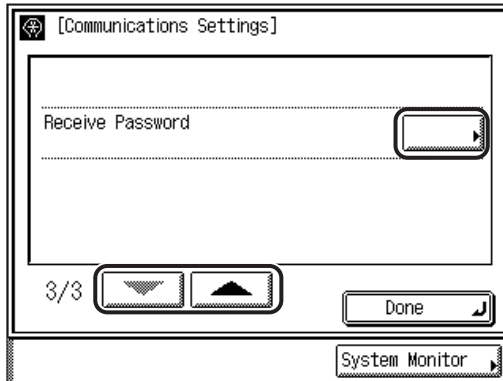 [Communications Settings]
Receive Password
3/3
Done
System Monitor